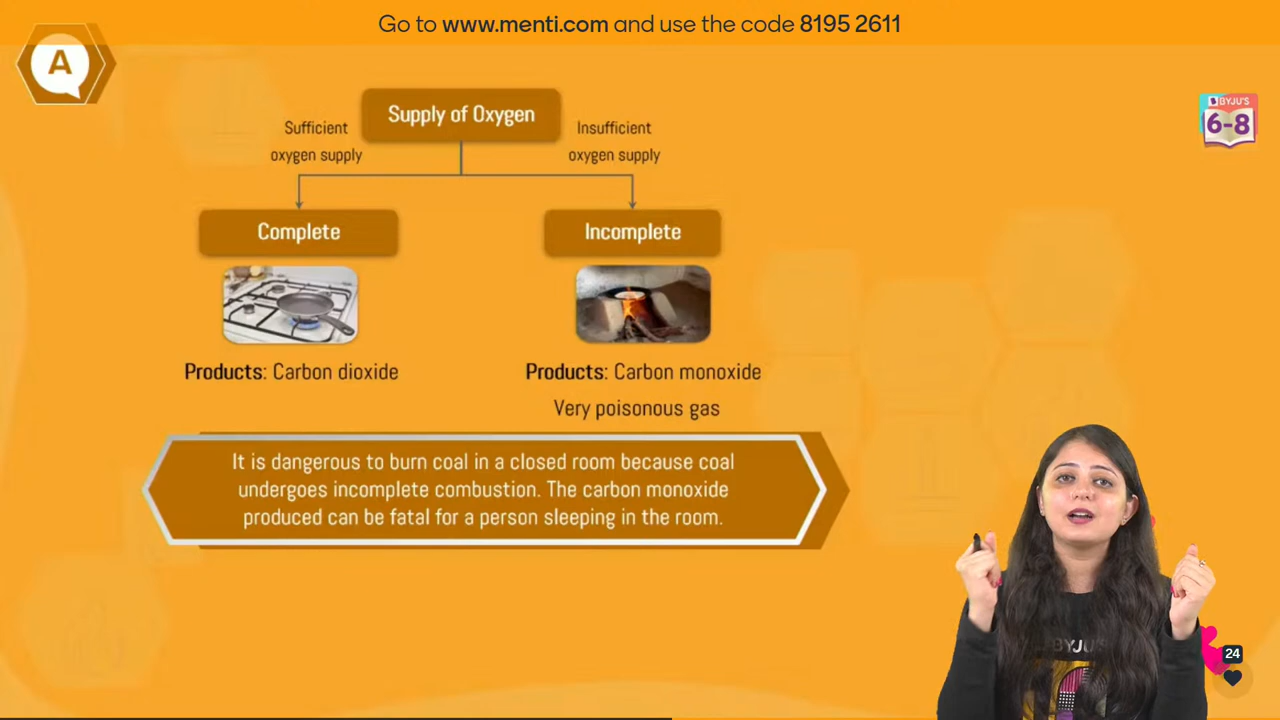 Go to www.menti.com and use the code 8195 2611
A
BYJU'S
6-8
Supply of Oxygen
Sufficient
oxygen supply
Insufficient
oxygen supply
Complete
Incomplete
Products: Carbon dioxide
Products: Carbon monoxide
Very poisonous gas
It is dangerous to burn coal in a closed room because coal
undergoes incomplete combustion. The carbon monoxide
produced can be fatal for a person sleeping in the room.
BYJU'S
24